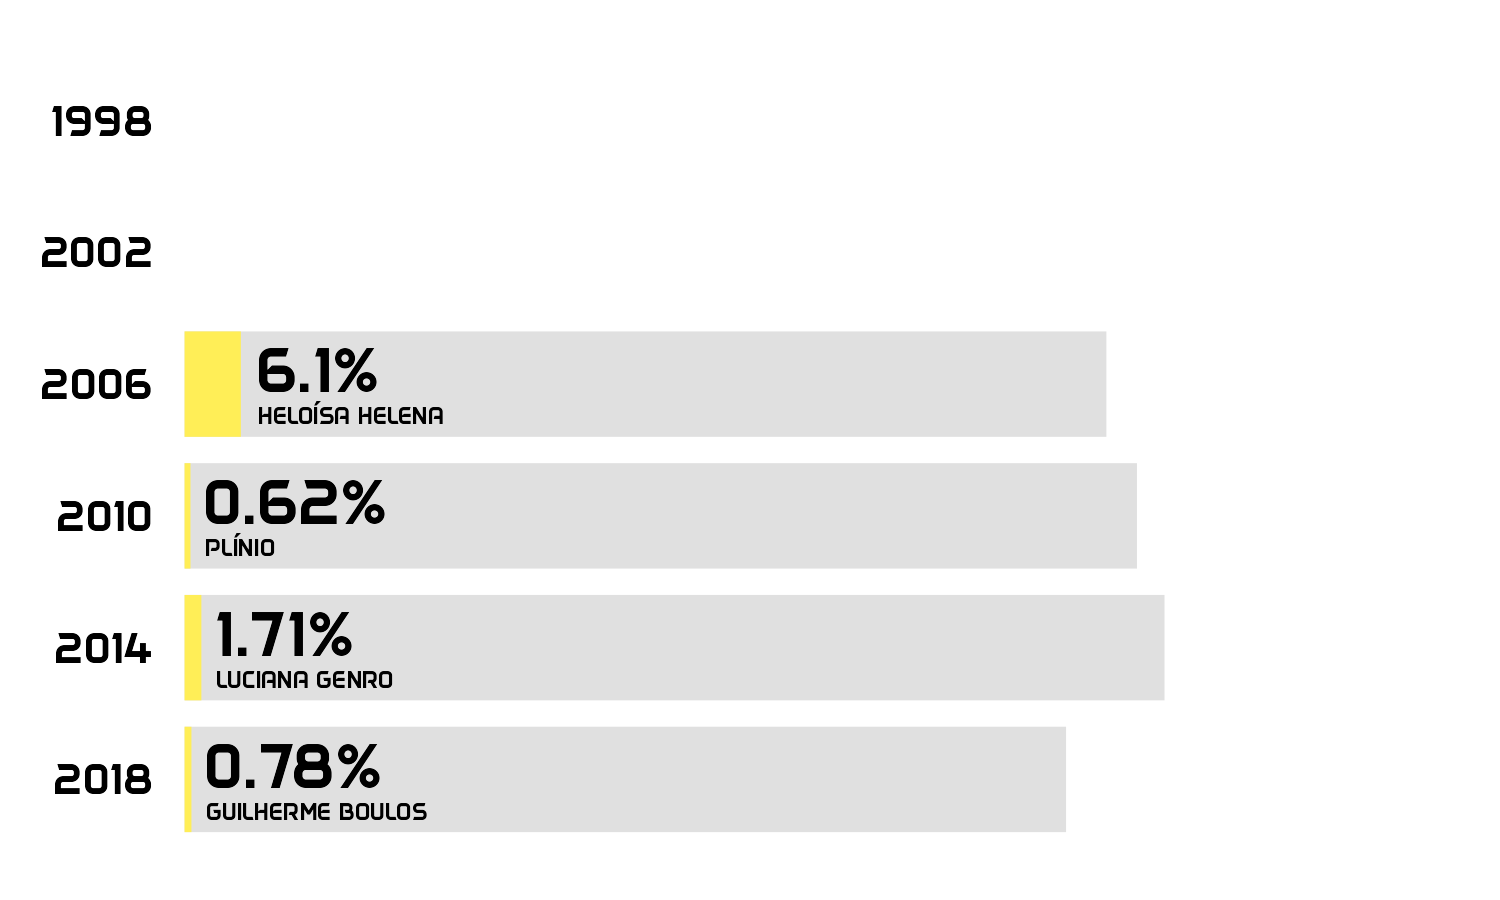 1998
2002
2006
6.1%
HELOÍSA HELENA
2010
0.62%
PLÍNIO
2014
1.71%
LUCIANA GENRO
2018
0.78%
GUILHERME BOULOS